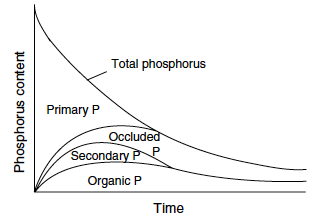 Total phosphorus
Primary P
Occluded
P
Secondary P
Organic P
Phosphorus content
Time